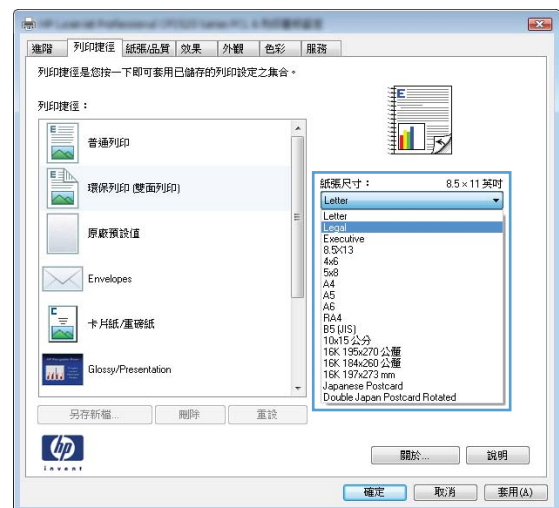 進階 列印捷徑 紙張/品質 效果 外觀 色彩 服務
列印捷徑是您按一下即可套用已儲存的列印設定之集合。
列印捷徑：
普通列印
環保列印 (雙面列印)
原廠預設值
Envelopes
卡片紙/重磅紙
Glossy/Presentation
另存新檔... 刪除 重設
紙張尺寸： 8.5 × 11 英吋
Letter
Letter
Legal
Executive
8.5X13
4x6
5x8
A4
A5
A6
RA4
B5 (JIS)
10x15 公分
16K 195x270 公釐
16K 184x260 公釐
16K 197x273 mm
Japanese Postcard
Double Japan Postcard Rotated
hp
invent
關於... 說明
確定 取消 套用(A)